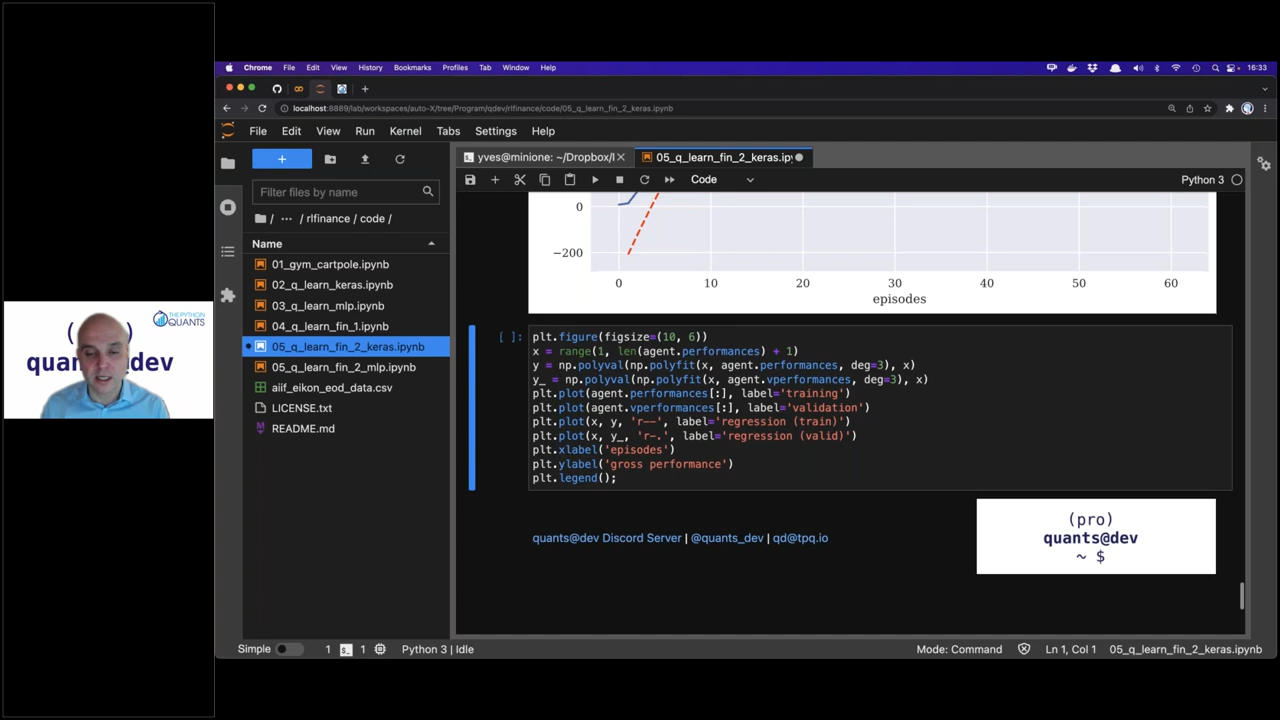 Chrome File Edit View History Bookmarks Profiles Tab Window Help 16:33
localhost:8889/lab/workspaces/auto-X/tree/Program/qdev/rlfinance/code/05_q_learn_fin_2_keras.ipynb
File Edit View Run Kernel Tabs Settings Help
yves@minione: ~/Dropbox/I
05_q_learn_fin_2_keras.ipy
Code
Python 3
Filter files by name
/ ··· / rlfinance / code /
Name
01_gym_cartpole.ipynb
02_q_learn_keras.ipynb
03_q_learn_mlp.ipynb
04_q_learn_fin_1.ipynb
05_q_learn_fin_2_keras.ipynb
05_q_learn_fin_2_mlp.ipynb
aiif_eikon_eod_data.csv
LICENSE.txt
README.md
0
−200
0 10 20 30 40 50 60
episodes
[ ]:
plt.figure(figsize=(10, 6))
x = range(1, len(agent.performances) + 1)
y = np.polyval(np.polyfit(x, agent.performances, deg=3), x)
y_ = np.polyval(np.polyfit(x, agent.vperformances, deg=3), x)
plt.plot(agent.performances[:], label='training')
plt.plot(agent.vperformances[:], label='validation')
plt.plot(x, y, 'r--', label='regression (train)')
plt.plot(x, y_, 'r-.', label='regression (valid)')
plt.xlabel('episodes')
plt.ylabel('gross performance')
plt.legend();
quants@dev Discord Server | @quants_dev | qd@tpq.io
(pro)
quants@dev
~ $
THE PYTHON
QUANTS
( )
quants@dev
Simple 1 $_ 1 Python 3 | Idle
Mode: Command Ln 1, Col 1 05_q_learn_fin_2_keras.ipynb